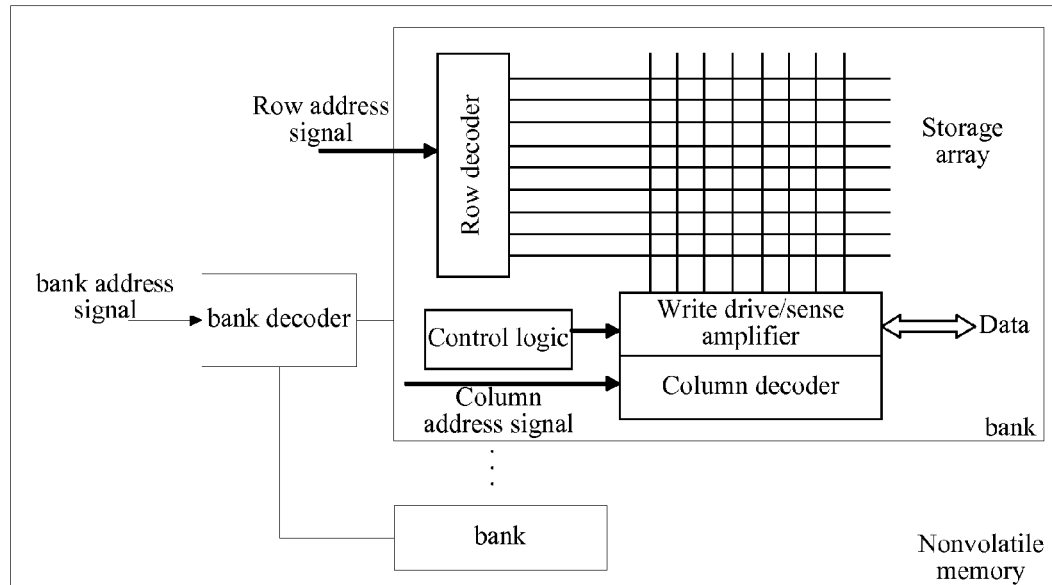 Row address
signal
Row decoder
Storage
array
bank address
signal
bank decoder
Control logic
Write drive/sense
amplifier
Data
Column decoder
Column
address signal
bank
bank
Nonvolatile
memory